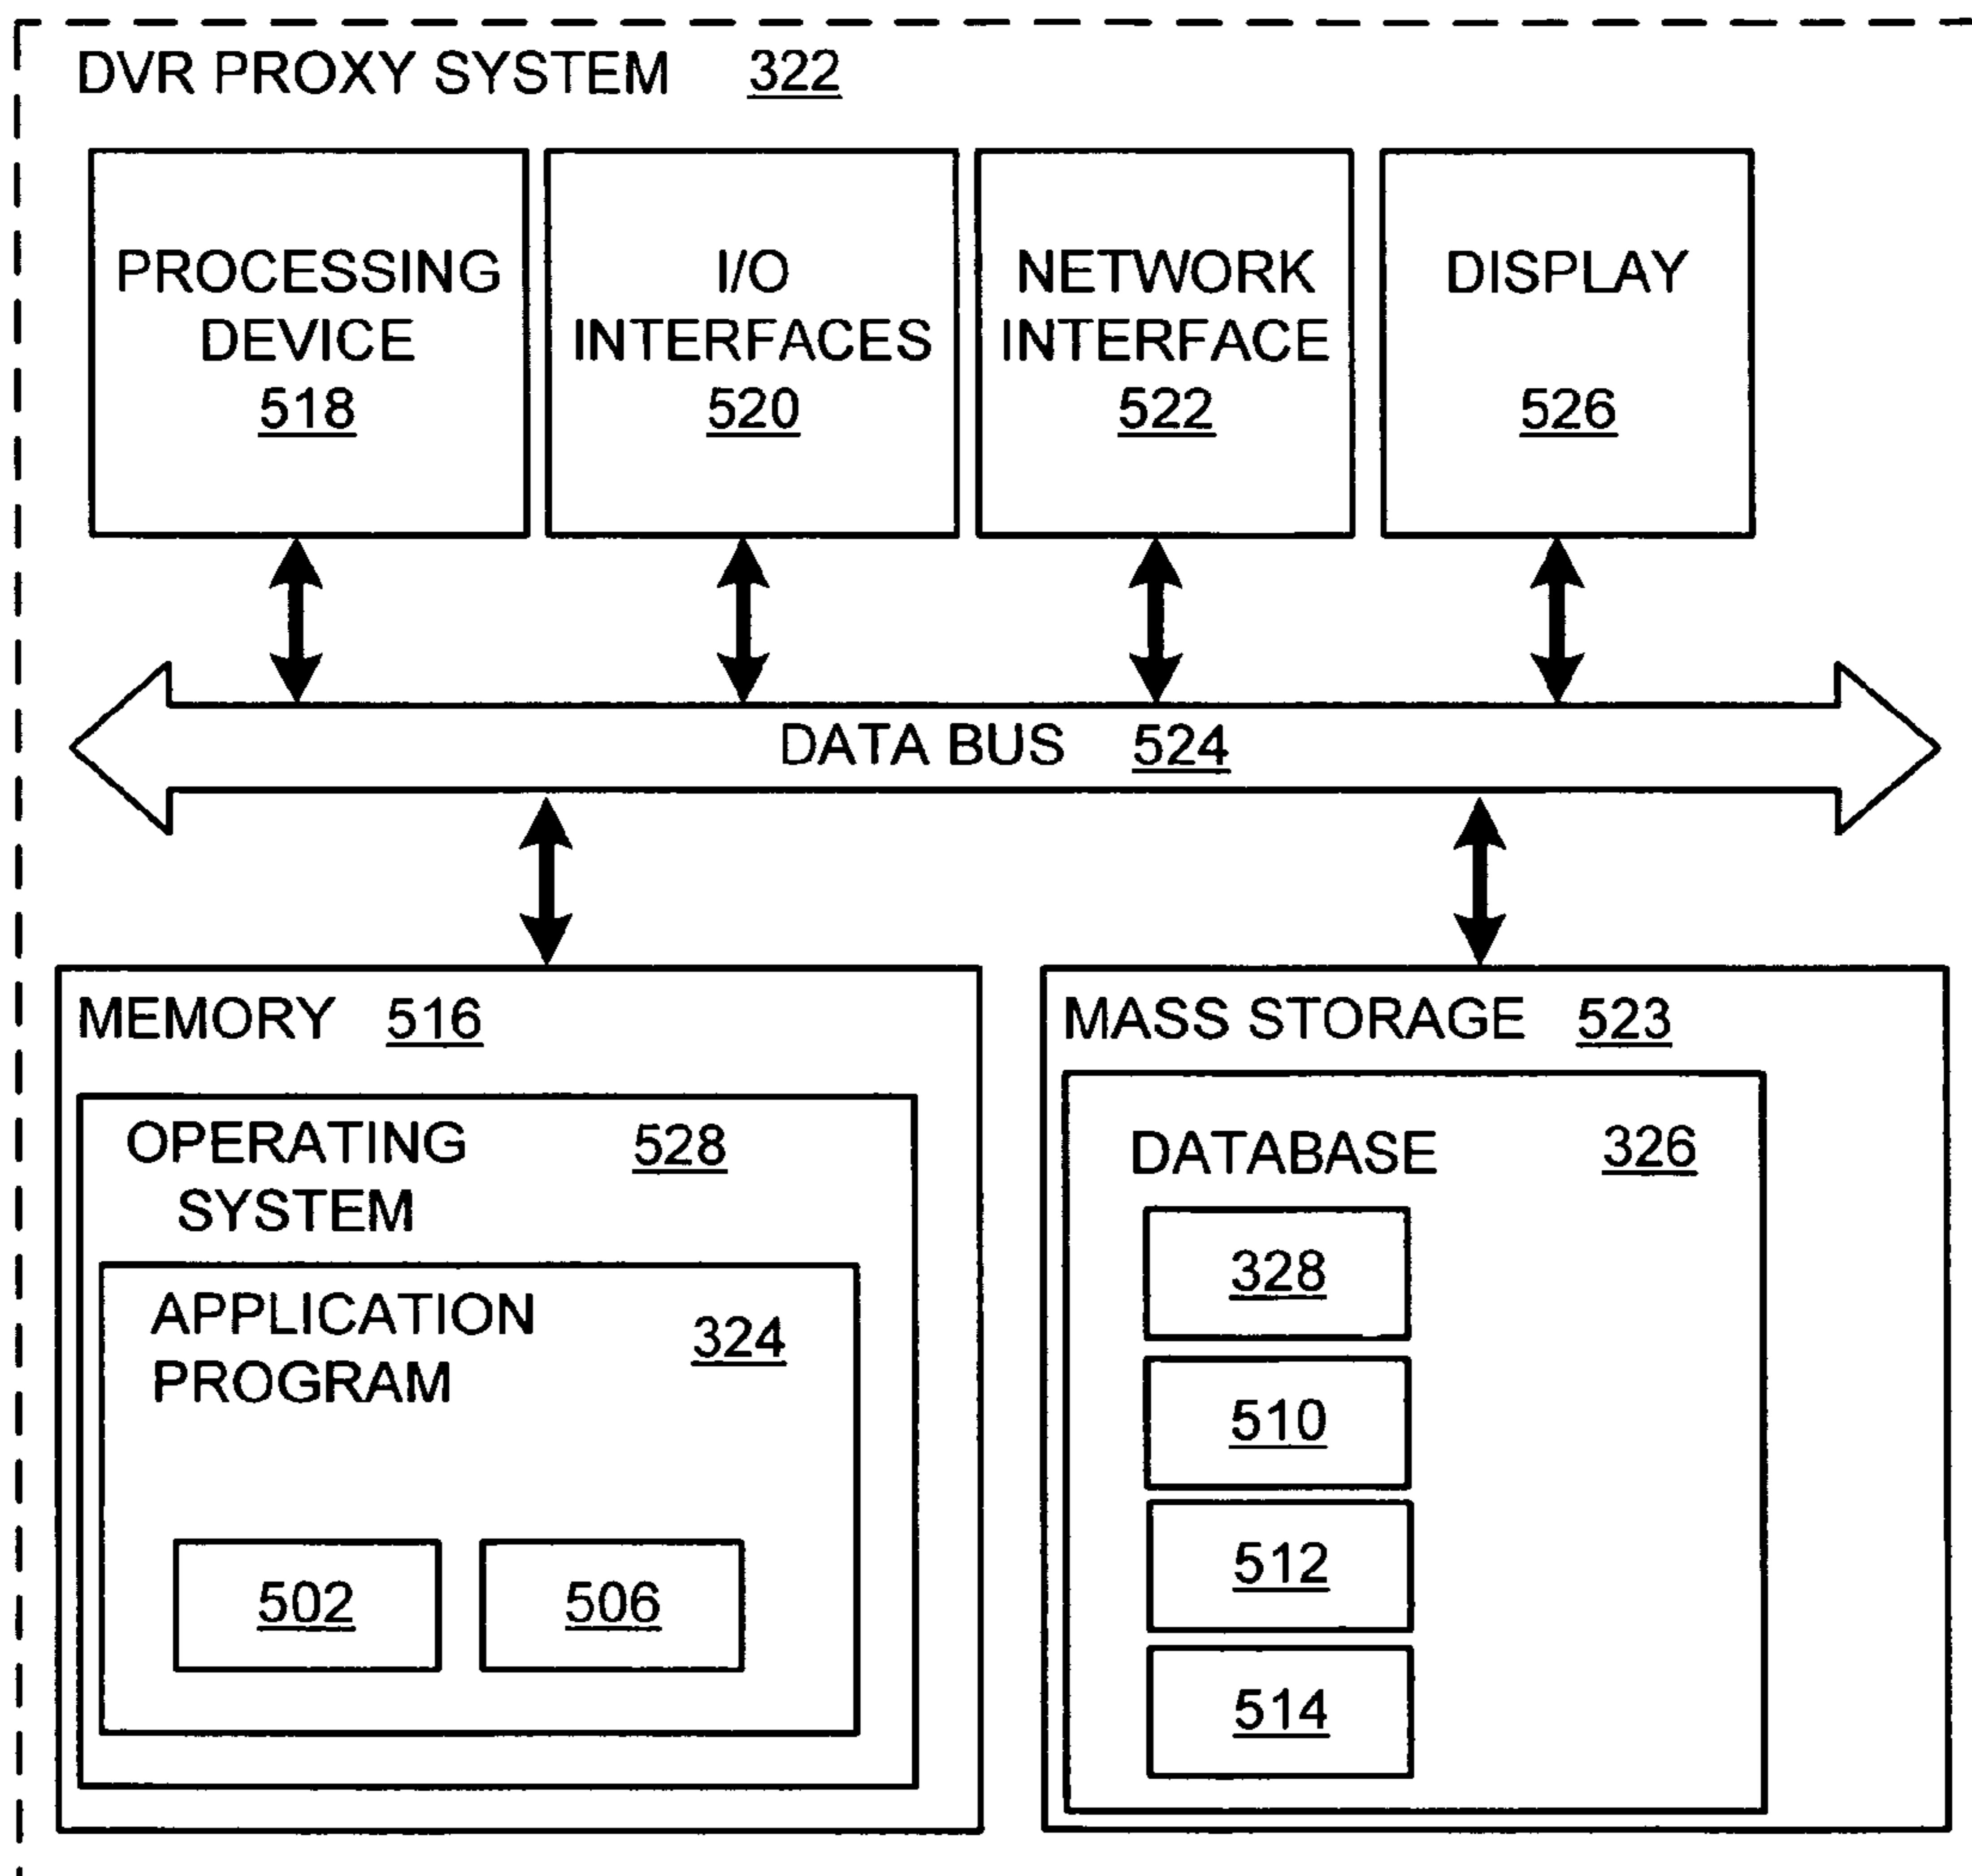 DVR PROXY SYSTEM 322
PROCESSING
DEVICE
518
I/O
INTERFACES
520
NETWORK
INTERFACE
522
DISPLAY
526
DATA BUS 524
MEMORY 516
OPERATING 528
SYSTEM
APPLICATION 324
PROGRAM
502 506
MASS STORAGE 523
DATABASE 326
328
510
512
514